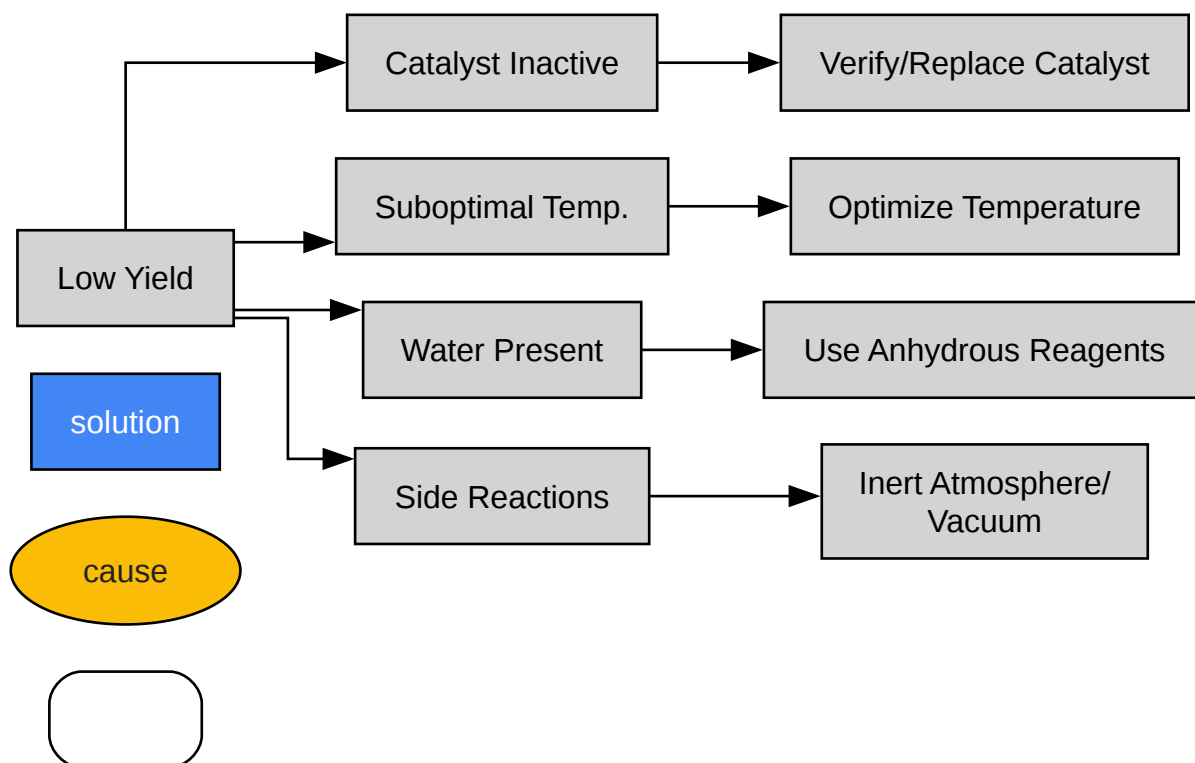 Catalyst Inactive
Verify/Replace Catalyst
Suboptimal Temp.
Optimize Temperature
Low Yield
Water Present
Use Anhydrous Reagents
solution
Side Reactions
Inert Atmosphere/
Vacuum
cause